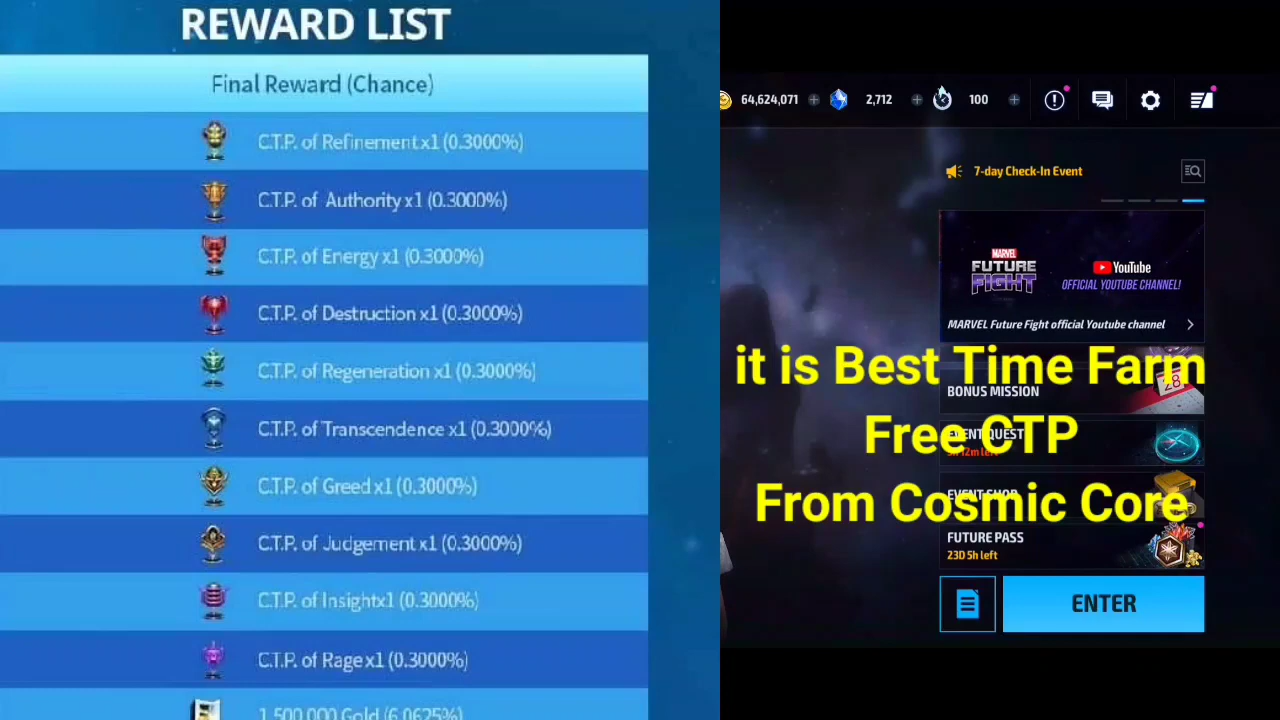 REWARD LIST
Final Reward (Chance)
C.T.P. of Refinement x1 (0.3000%)
C.T.P. of Authority x1 (0.3000%)
C.T.P. of Energy x1 (0.3000%)
C.T.P. of Destruction x1 (0.3000%)
C.T.P. of Regeneration x1 (0.3000%)
C.T.P. of Transcendence x1 (0.3000%)
C.T.P. of Greed x1 (0.3000%)
C.T.P. of Judgement x1 (0.3000%)
C.T.P. of Insightx1 (0.3000%)
C.T.P. of Rage x1 (0.3000%)
1,500,000 Gold (6.0625%)
64,624,071
2,712
100
7-day Check-In Event
MARVEL
FUTURE
FIGHT
YouTube
OFFICIAL YOUTUBE CHANNEL!
MARVEL Future Fight official Youtube channel
it is Best Time Farm
Free CTP
From Cosmic Core
BONUS MISSION
28
EVENT QUEST
EVENT SHOP
FUTURE PASS
23D 5h left
ENTER